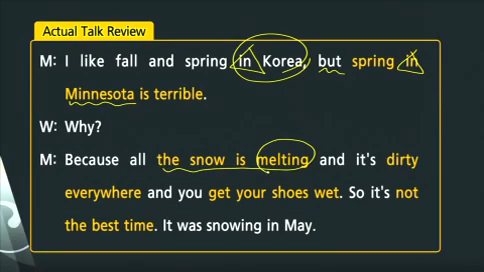 Actual Talk Review
M: I like fall and spring in Korea, but spring in
Minnesota is terrible.
W: Why?
M: Because all the snow is melting and it's dirty
everywhere and you get your shoes wet. So it's not
the best time. It was snowing in May.